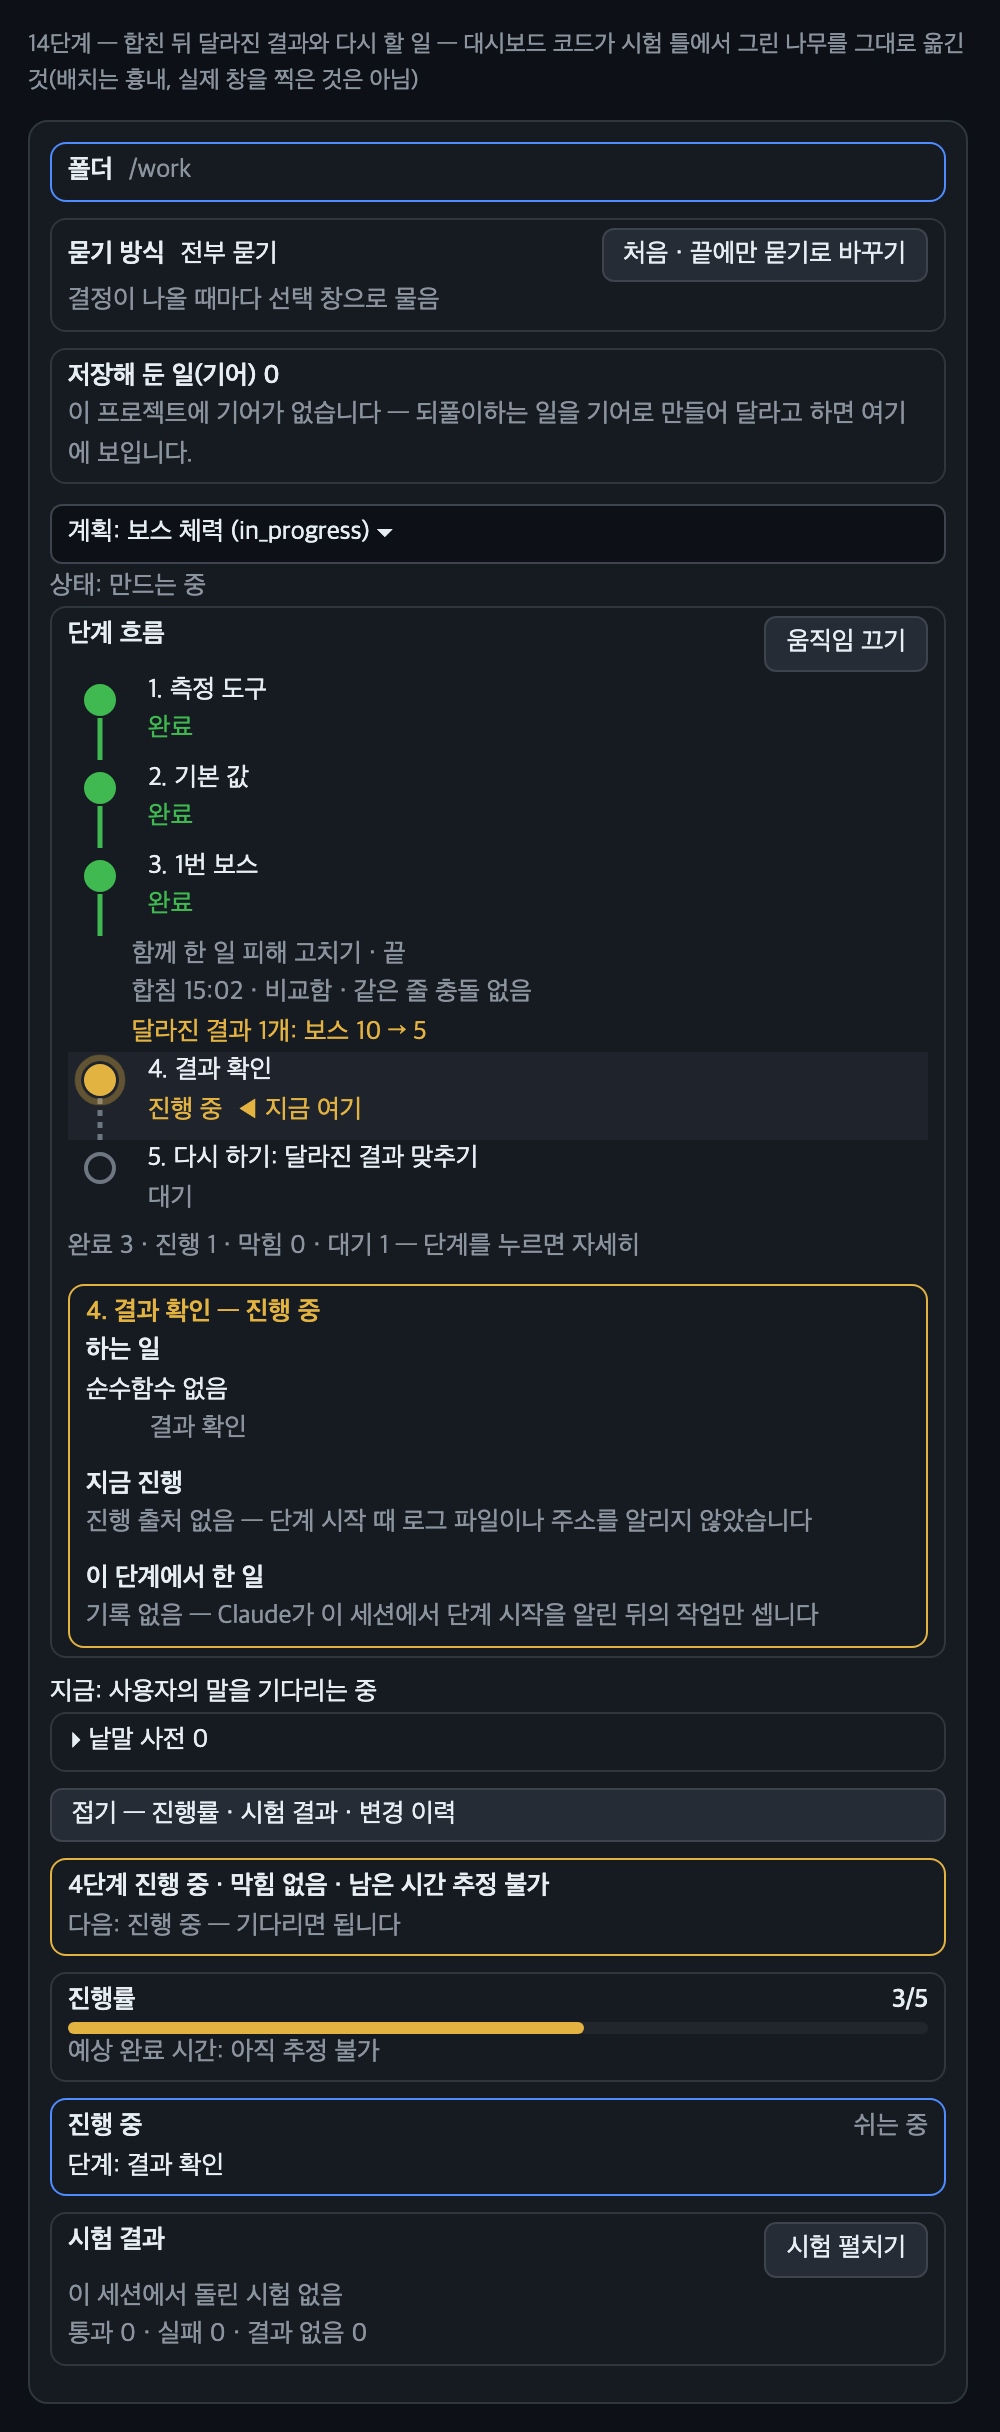 14단계 — 합친 뒤 달라진 결과와 다시 할 일 — 대시보드 코드가 시험 틀에서 그린 나무를 그대로 옮긴
것(배치는 흉내, 실제 창을 찍은 것은 아님)
폴더 /work
묻기 방식 전부 묻기
처음 · 끝에만 묻기로 바꾸기
결정이 나올 때마다 선택 창으로 물음
저장해 둔 일(기어) 0
이 프로젝트에 기어가 없습니다 — 되풀이하는 일을 기어로 만들어 달라고 하면 여기
에 보입니다.
계획: 보스 체력 (in_progress)
상태: 만드는 중
단계 흐름
움직임 끄기
1. 측정 도구
완료
2. 기본 값
완료
3. 1번 보스
완료
함께 한 일 피해 고치기 · 끝
합침 15:02 · 비교함 · 같은 줄 충돌 없음
달라진 결과 1개: 보스 10 → 5
4. 결과 확인
진행 중 ◀ 지금 여기
5. 다시 하기: 달라진 결과 맞추기
대기
완료 3 · 진행 1 · 막힘 0 · 대기 1 — 단계를 누르면 자세히
4. 결과 확인 — 진행 중
하는 일
순수함수 없음
결과 확인
지금 진행
진행 출처 없음 — 단계 시작 때 로그 파일이나 주소를 알리지 않았습니다
이 단계에서 한 일
기록 없음 — Claude가 이 세션에서 단계 시작을 알린 뒤의 작업만 셉니다
지금: 사용자의 말을 기다리는 중
낱말 사전 0
접기 — 진행률 · 시험 결과 · 변경 이력
4단계 진행 중 · 막힘 없음 · 남은 시간 추정 불가
다음: 진행 중 — 기다리면 됩니다
진행률
3/5
예상 완료 시간: 아직 추정 불가
진행 중
쉬는 중
단계: 결과 확인
시험 결과
시험 펼치기
이 세션에서 돌린 시험 없음
통과 0 · 실패 0 · 결과 없음 0